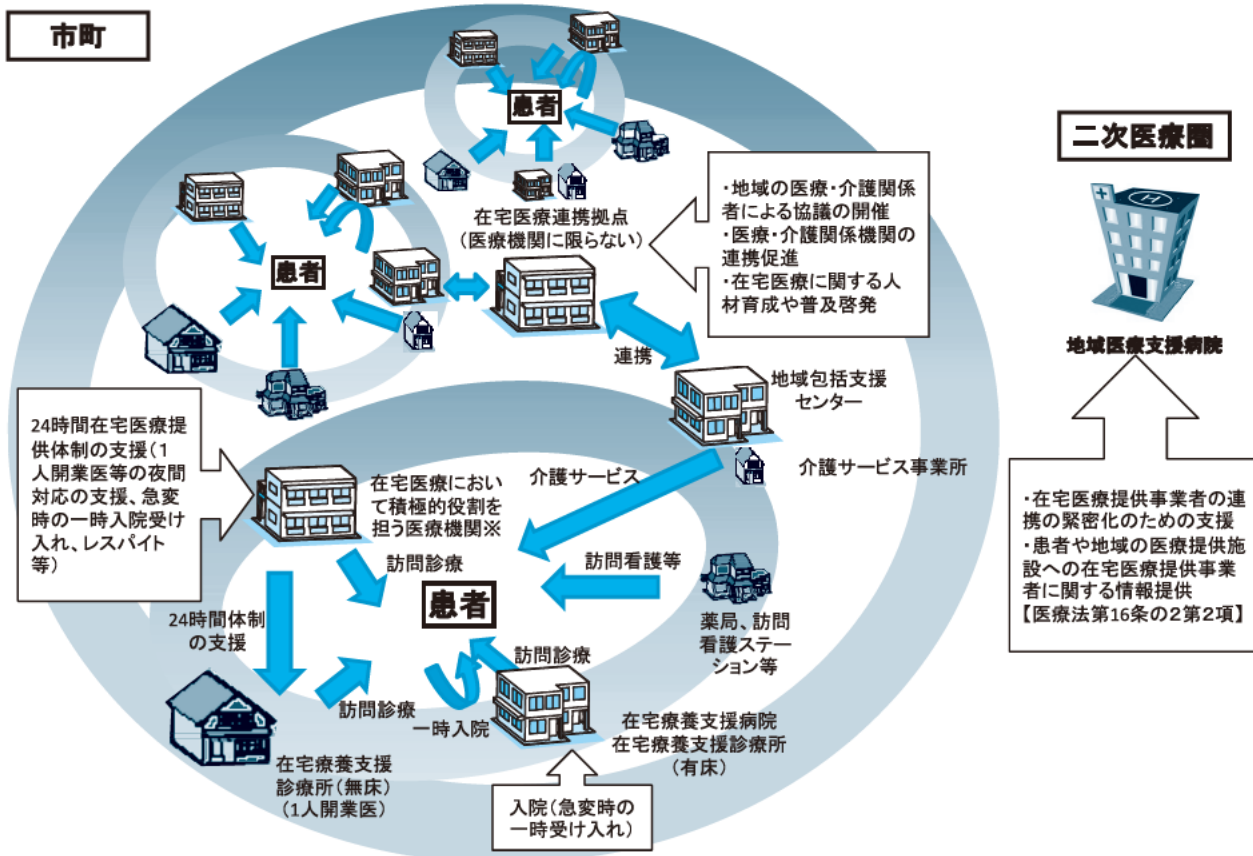 市町
患者
二次医療圏
・地域の医療・介護関係
者による協議の開催
・医療・介護関係機関の
連携促進
・在宅医療に関する人
材育成や普及啓発
在宅医療連携拠点
(医療機関に限らない)
患者
地域医療支援病院
連携
地域包括支援
センター
24時間在宅医療提
供体制の支援(1
人開業医等の夜間
対応の支援、急変
時の一時入院受け
入れ、レスパイト
等)
在宅医療におい
て積極的役割を
担う医療機関※
介護サービス
介護サービス事業所
・在宅医療提供事業者の連
携の緊密化のための支援
・患者や地域の医療提供施
設への在宅医療提供事業
者に関する情報提供
【医療法第16条の2第2項】
訪問診療
訪問看護等
患者
24時間体制
の支援
薬局、訪問
看護ステー
ション等
訪問診療
訪問診療
一時入院
在宅療養支援病院
在宅療養支援診療所
(有床)
在宅療養支援
診療所(無床)
(1人開業医)
入院(急変時の
一時受け入れ)